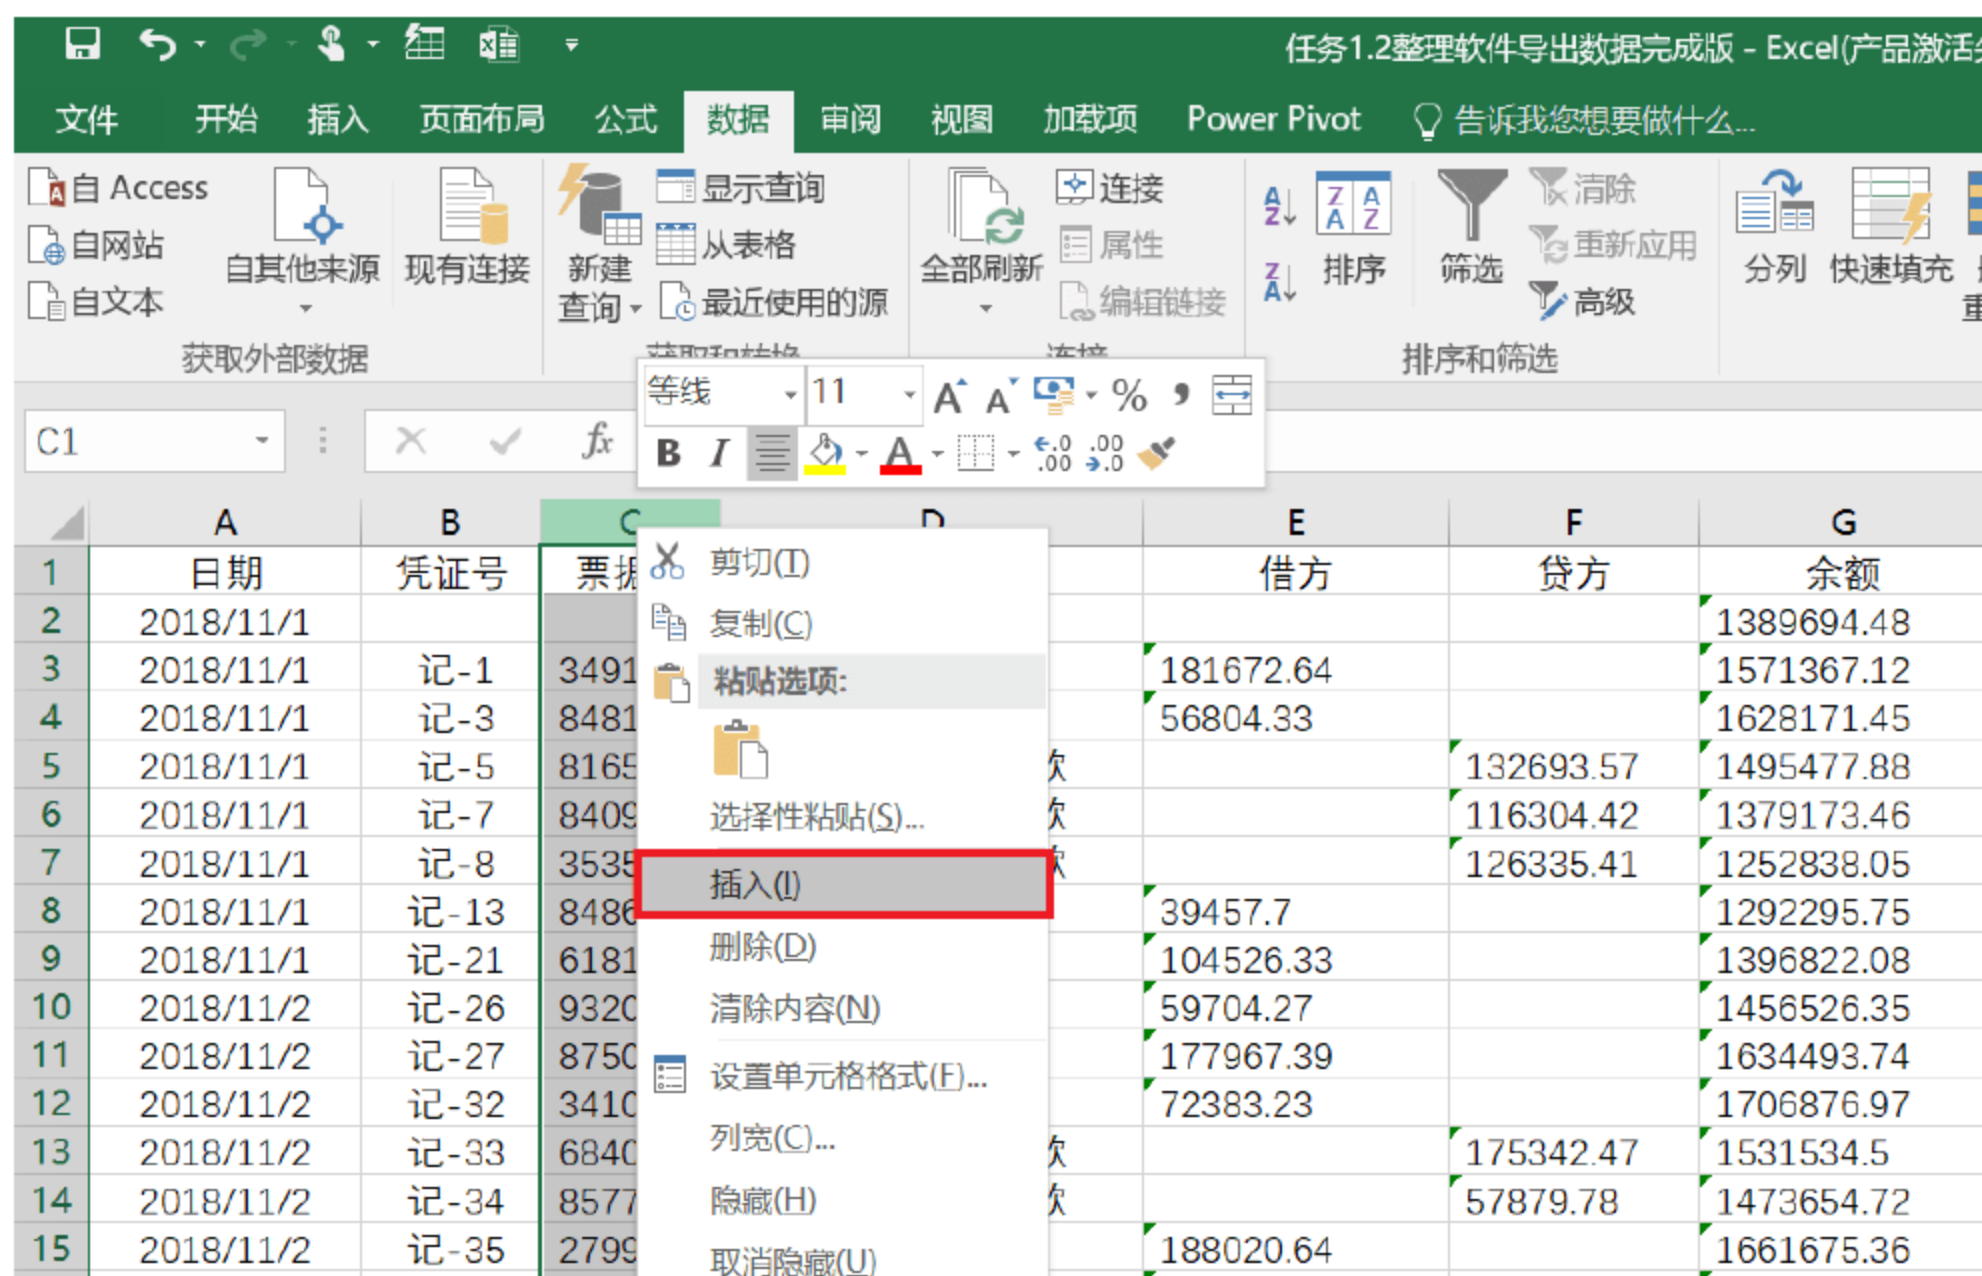 任务1.2整理软件导出数据完成版 - Excel(产品激活
文件 开始 插入 页面布局 公式 数据 审阅 视图 加载项 Power Pivot 告诉我您想要做什么...
自 Access
自网站
自文本
自其他来源
现有连接
获取外部数据
新建
查询
显示查询
从表格
最近使用的源
获取和转换
全部刷新
连接
属性
编辑链接
连接
排序
筛选
清除
重新应用
高级
排序和筛选
分列
快速填充
等线 11
C1
A B C D E F G
1 日期 凭证号 票据 借方 贷方 余额
2 2018/11/1 1389694.48
3 2018/11/1 记-1 3491 181672.64 1571367.12
4 2018/11/1 记-3 8481 56804.33 1628171.45
5 2018/11/1 记-5 8165 款 132693.57 1495477.88
6 2018/11/1 记-7 8409 款 116304.42 1379173.46
7 2018/11/1 记-8 3535 款 126335.41 1252838.05
8 2018/11/1 记-13 8486 39457.7 1292295.75
9 2018/11/1 记-21 6181 104526.33 1396822.08
10 2018/11/2 记-26 9320 59704.27 1456526.35
11 2018/11/2 记-27 8750 177967.39 1634493.74
12 2018/11/2 记-32 3410 72383.23 1706876.97
13 2018/11/2 记-33 6840 款 175342.47 1531534.5
14 2018/11/2 记-34 8577 款 57879.78 1473654.72
15 2018/11/2 记-35 2799 188020.64 1661675.36
剪切(T)
复制(C)
粘贴选项:
选择性粘贴(S)...
插入(I)
删除(D)
清除内容(N)
设置单元格格式(F)...
列宽(C)...
隐藏(H)
取消隐藏(U)